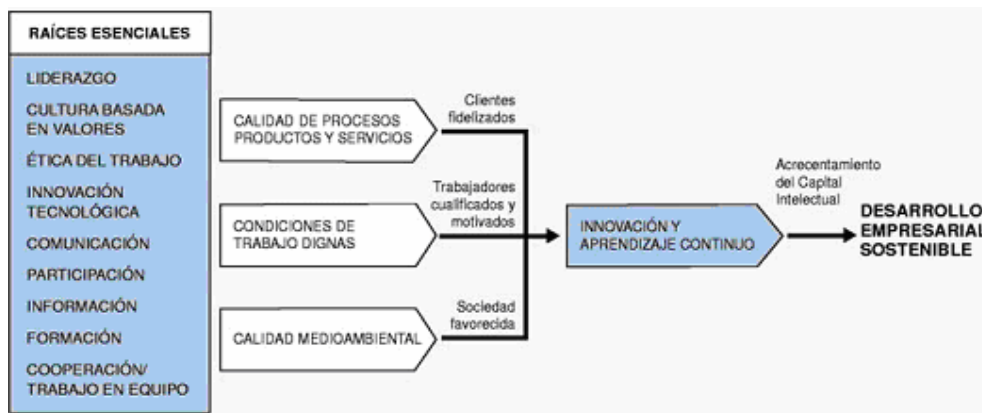 RAÍCES ESENCIALES
LIDERAZGO
CULTURA BASADA
EN VALORES
ÉTICA DEL TRABAJO
INNOVACIÓN
TECNOLÓGICA
COMUNICACIÓN
PARTICIPACIÓN
INFORMACIÓN
FORMACIÓN
COOPERACIÓN/
TRABAJO EN EQUIPO
CALIDAD DE PROCESOS
PRODUCTOS Y SERVICIOS
Clientes
fidelizados
CONDICIONES DE
TRABAJO DIGNAS
Trabajadores
cualificados y
motivados
CALIDAD MEDIOAMBIENTAL
Sociedad
favorecida
INNOVACIÓN Y
APRENDIZAJE CONTINUO
Acrecentamiento
del Capital
Intelectual
DESARROLLO
EMPRESARIAL
SOSTENIBLE